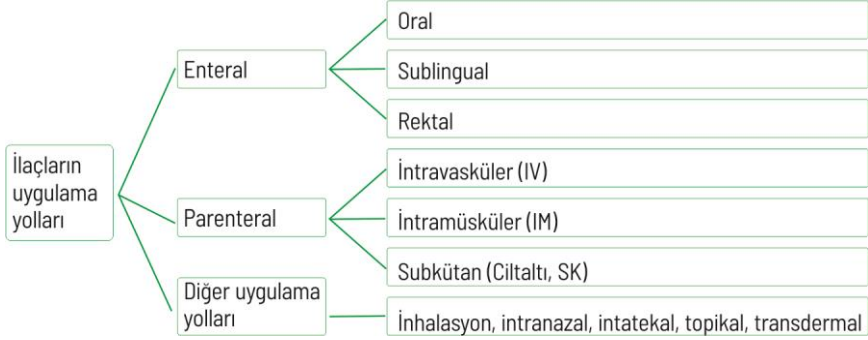 İlaçların
uygulama
yolları
Enteral
Oral
Sublingual
Rektal
Parenteral
İntravasküler (IV)
İntramüsküler (IM)
Subkütan (Ciltaltı, SK)
Diğer uygulama
yolları
İnhalasyon, intranazal, intatekal, topikal, transdermal